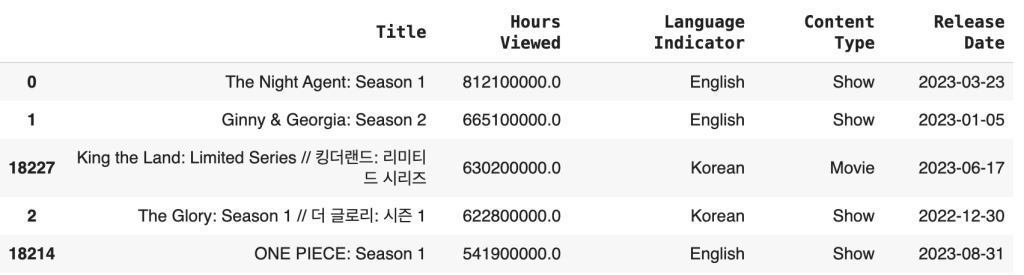 Title Hours Viewed Language Indicator Content Type Release Date
0 The Night Agent: Season 1 812100000.0 English Show 2023-03-23
1 Ginny & Georgia: Season 2 665100000.0 English Show 2023-01-05
18227 King the Land: Limited Series // 킹더랜드: 리미티드 시리즈 630200000.0 Korean Movie 2023-06-17
2 The Glory: Season 1 // 더 글로리: 시즌 1 622800000.0 Korean Show 2022-12-30
18214 ONE PIECE: Season 1 541900000.0 English Show 2023-08-31